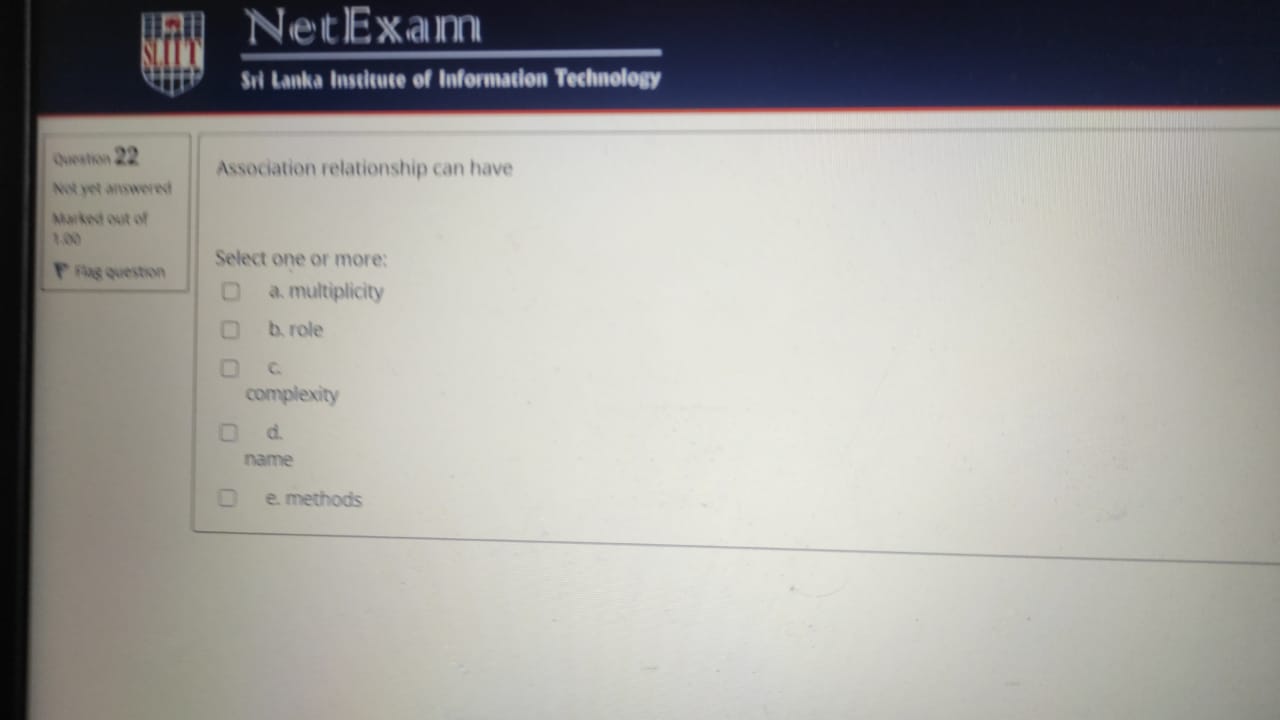 SLIIT
NetExam
Sri Lanka Institute of Information Technology
Question 22
Not yet answered
Marked out of
1.00
Flag question
Association relationship can have
Select one or more:
a. multiplicity
b. role
c.
complexity
d.
name
e. methods